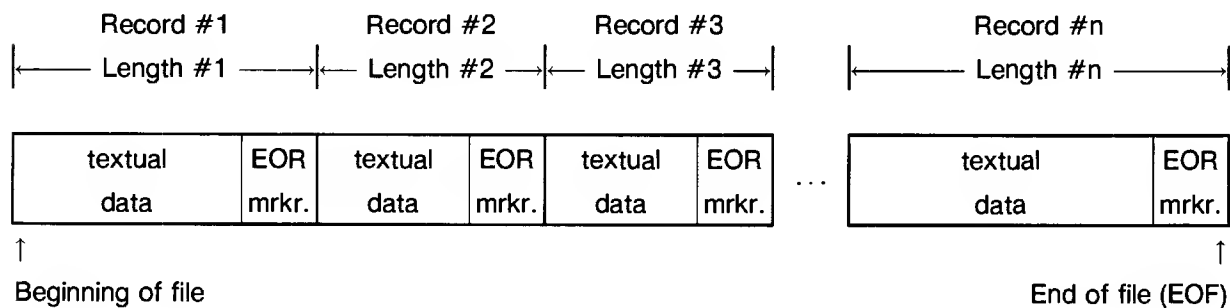 Record #1 Record #2 Record #3 Record #n
Length #1 Length #2 Length #3 Length #n
textual EOR textual EOR textual EOR textual EOR
data mrkr. data mrkr. data mrkr. ... data mrkr.
Beginning of file End of file (EOF)